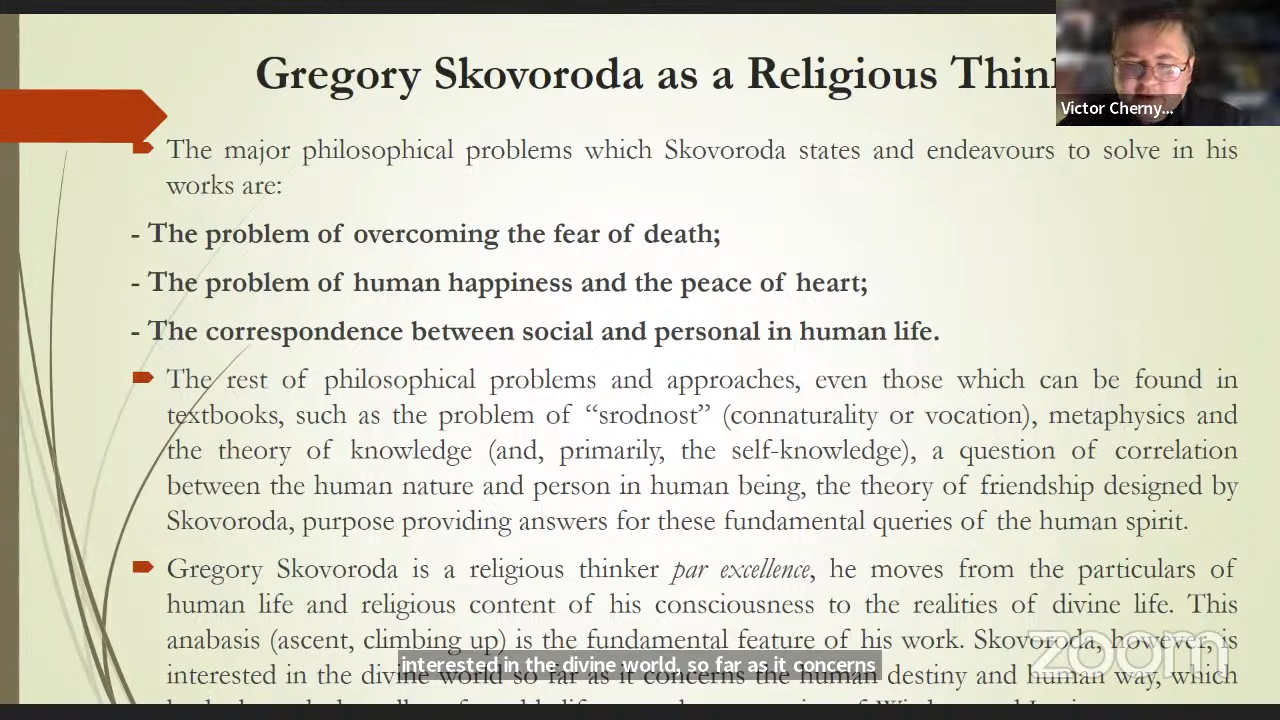 Gregory Skovoroda as a Religious
Victor Cherny...
The major philosophical problems which Skovoroda states and endeavours to solve in his
works are:
- The problem of overcoming the fear of death;
- The problem of human happiness and the peace of heart;
- The correspondence between social and personal in human life.
The rest of philosophical problems and approaches, even those which can be found in
textbooks, such as the problem of “srodnost” (connaturality or vocation), metaphysics and
the theory of knowledge (and, primarily, the self-knowledge), a question of correlation
between the human nature and person in human being, the theory of friendship designed by
Skovoroda, purpose providing answers for these fundamental queries of the human spirit.
Gregory Skovoroda is a religious thinker par excellence, he moves from the particulars of
human life and religious content of his consciousness to the realities of divine life. This
anabasis (ascent, climbing up) is the fundamental feature of his work. Skovoroda, however, is
zoom
interested in the divine world, so far as it concerns
interested in the divine world so far as it concerns the human destiny and human way, which